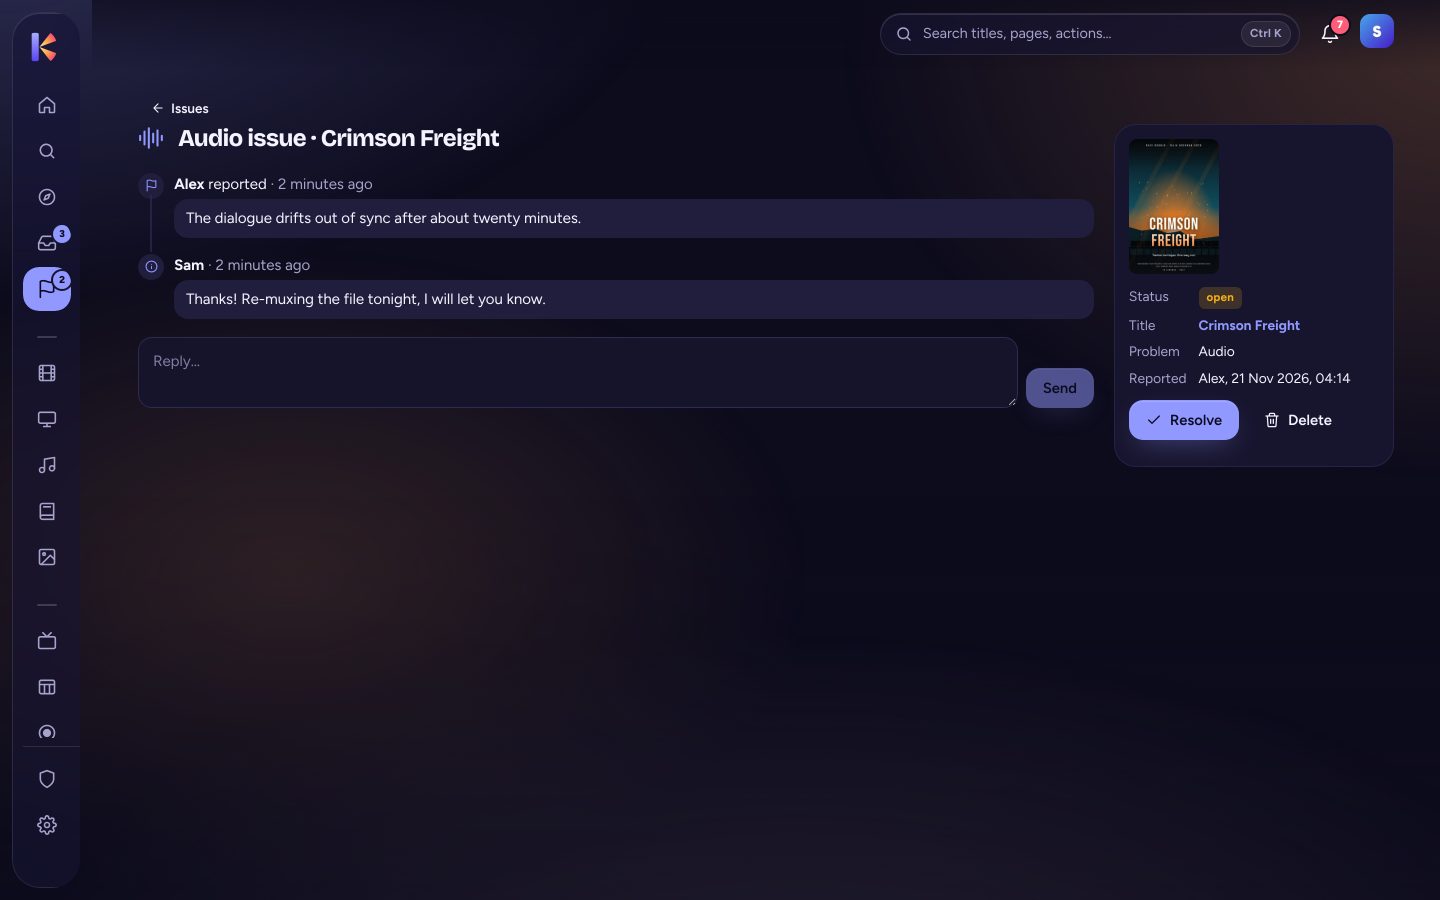 Search titles, pages, actions...
Ctrl K
7
S
3
2
Issues
Audio issue · Crimson Freight
Alex reported · 2 minutes ago
The dialogue drifts out of sync after about twenty minutes.
Sam · 2 minutes ago
Thanks! Re-muxing the file tonight, I will let you know.
Reply...
Send
CRIMSON
FREIGHT
Status open
Title Crimson Freight
Problem Audio
Reported Alex, 21 Nov 2026, 04:14
Resolve
Delete